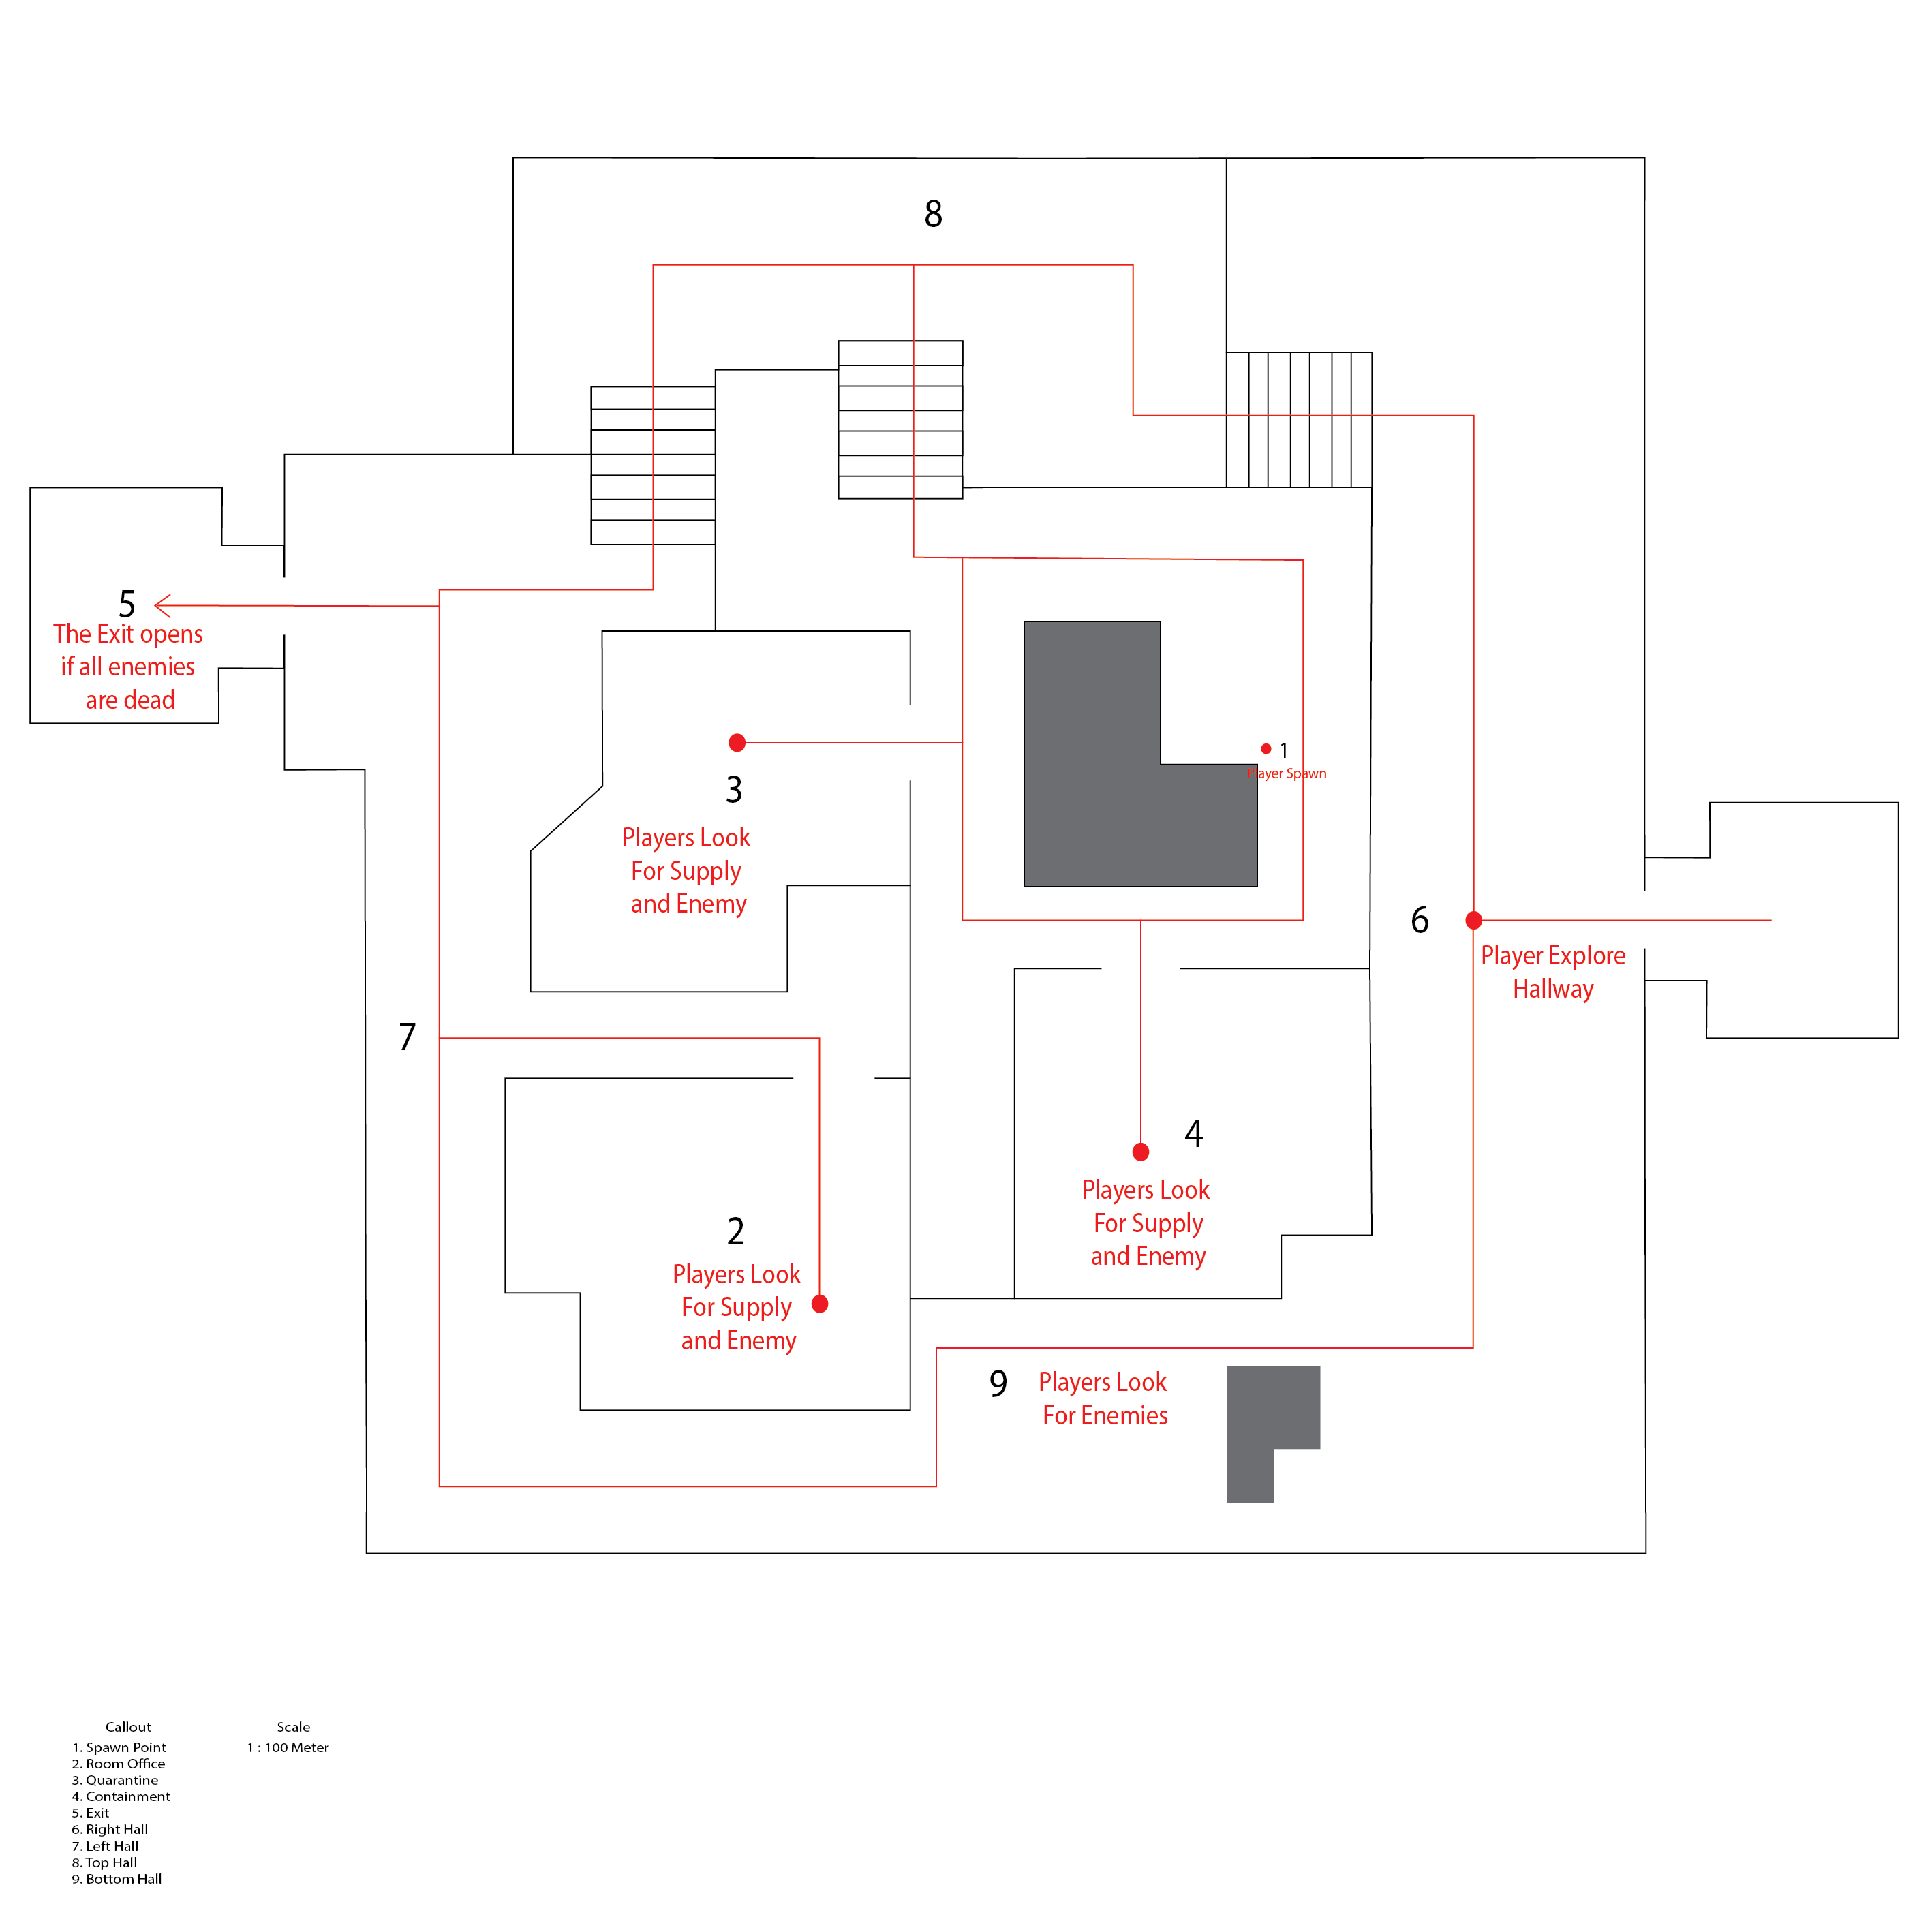 8
5
The Exit opens
if all enemies
are dead
1
Player Spawn
3
Players Look
For Supply
and Enemy
6
Player Explore
Hallway
7
4
Players Look
For Supply
and Enemy
2
Players Look
For Supply
and Enemy
9
Players Look
For Enemies
Callout
1. Spawn Point
2. Room Office
3. Quarantine
4. Containment
5. Exit
6. Right Hall
7. Left Hall
8. Top Hall
9. Bottom Hall
Scale
1 : 100 Meter